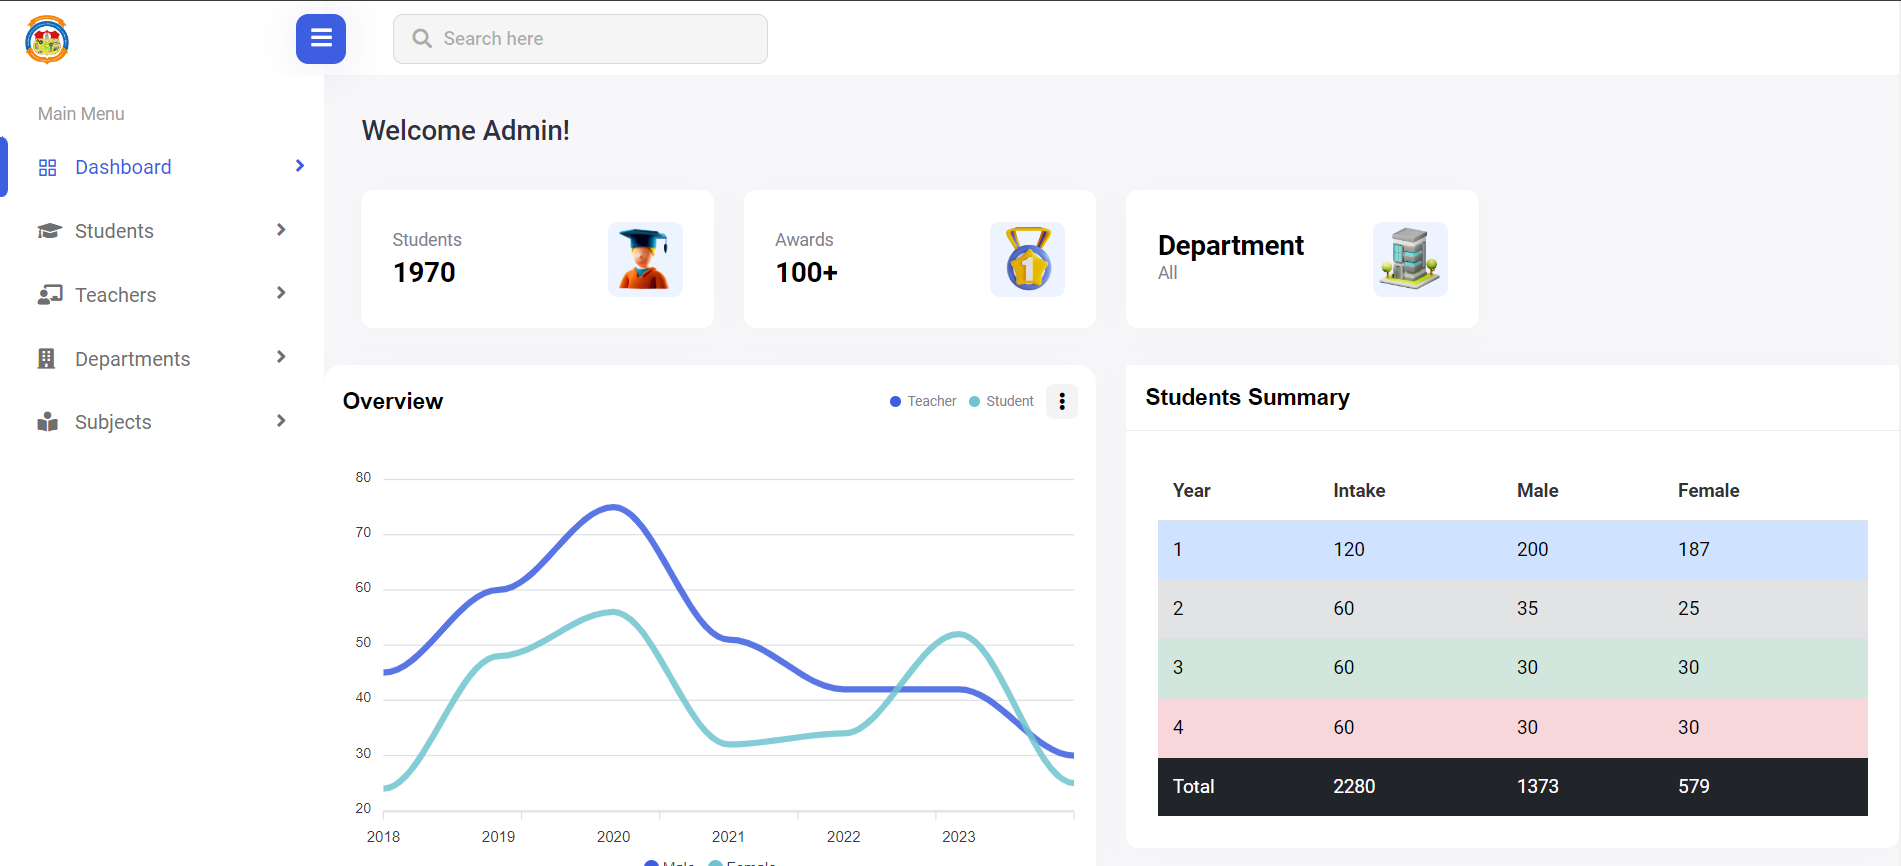 Search here
Main Menu
Dashboard
Students
Teachers
Departments
Subjects
Welcome Admin!
Students
1970
Awards
100+
Department
All
Overview
Teacher Student
80
70
60
50
40
30
20
2018 2019 2020 2021 2022 2023
Male Female
Students Summary
Year Intake Male Female
1 120 200 187
2 60 35 25
3 60 30 30
4 60 30 30
Total 2280 1373 579